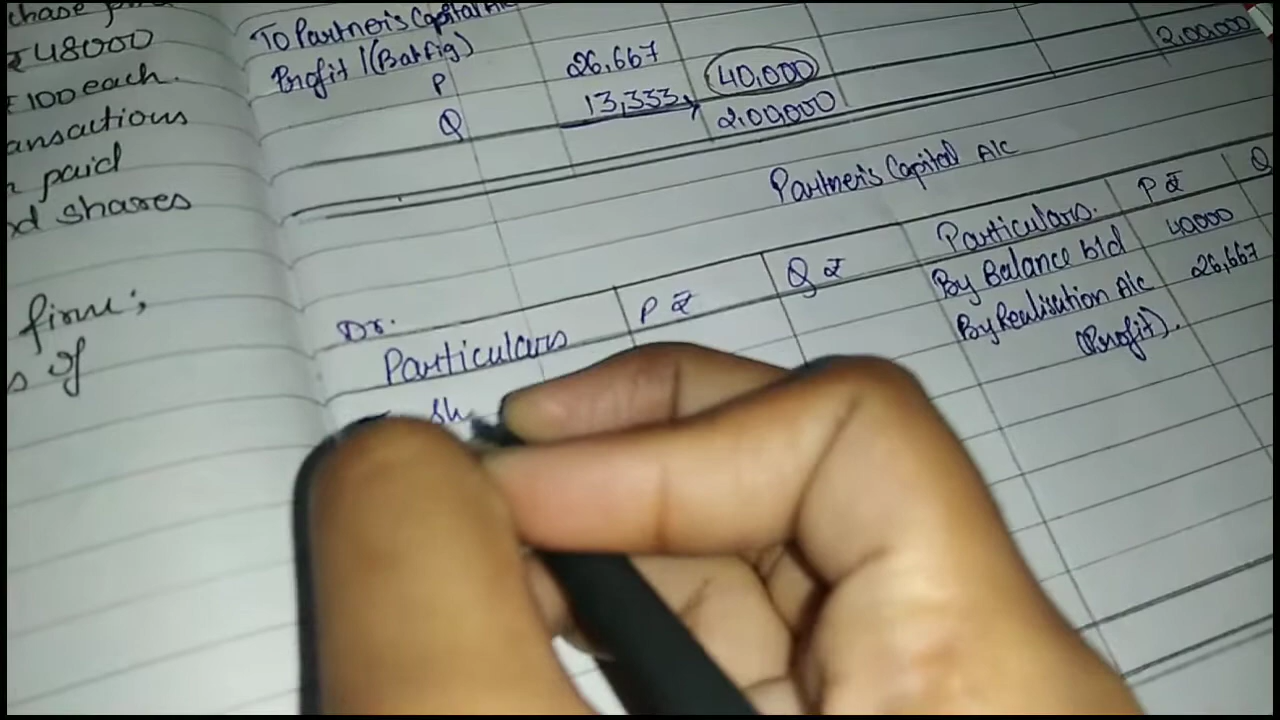 ₹48000
₹100 each.
ansactions
paid
shares
firm;
of
To Partner's Capital A/c
Profit (Bal fig)
P 26,667
Q 13,333, 40,000
2,00,000
2,00,000
Partner's Capital A/c
Dr.
Particulars P ₹ Q ₹ Particulars. P ₹ Q
Sh By Balance b/d 40000
By Realisation A/c 26,667
(Profit).